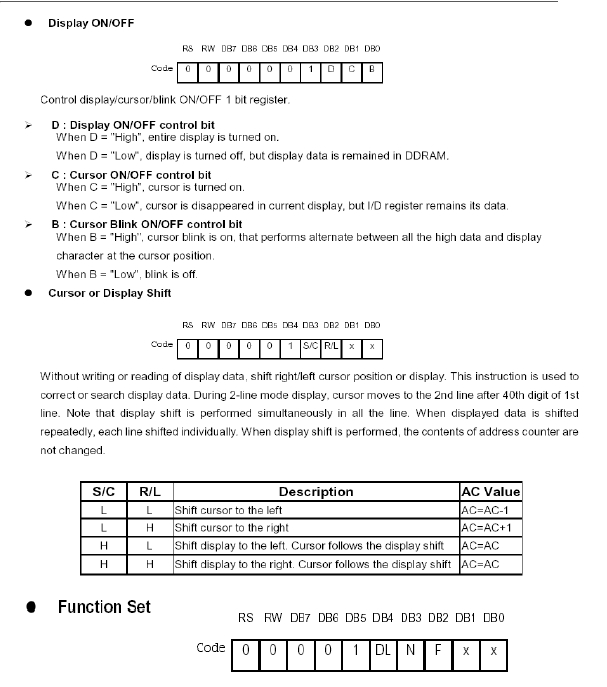 ● Display ON/OFF
RS RW DB7 DB6 DB5 DB4 DB3 DB2 DB1 DB0
Code 0 0 0 0 0 0 1 D C B
Control display/cursor/blink ON/OFF 1 bit register.
➢ D : Display ON/OFF control bit
When D = "High", entire display is turned on.
When D = "Low", display is turned off, but display data is remained in DDRAM.
➢ C : Cursor ON/OFF control bit
When C = "High", cursor is turned on.
When C = "Low", cursor is disappeared in current display, but I/D register remains its data.
➢ B : Cursor Blink ON/OFF control bit
When B = "High", cursor blink is on, that performs alternate between all the high data and display
character at the cursor position.
When B = "Low", blink is off.
● Cursor or Display Shift
RS RW DB7 DB6 DB5 DB4 DB3 DB2 DB1 DB0
Code 0 0 0 0 0 1 S/C R/L x x
Without writing or reading of display data, shift right/left cursor position or display. This instruction is used to
correct or search display data. During 2-line mode display, cursor moves to the 2nd line after 40th digit of 1st
line. Note that display shift is performed simultaneously in all the line. When displayed data is shifted
repeatedly, each line shifted individually. When display shift is performed, the contents of address counter are
not changed.
S/C R/L Description AC Value
L L Shift cursor to the left AC=AC-1
L H Shift cursor to the right AC=AC+1
H L Shift display to the left. Cursor follows the display shift AC=AC
H H Shift display to the right. Cursor follows the display shift AC=AC
● Function Set
RS RW DB7 DB6 DB5 DB4 DB3 DB2 DB1 DB0
Code 0 0 0 0 1 DL N F x x